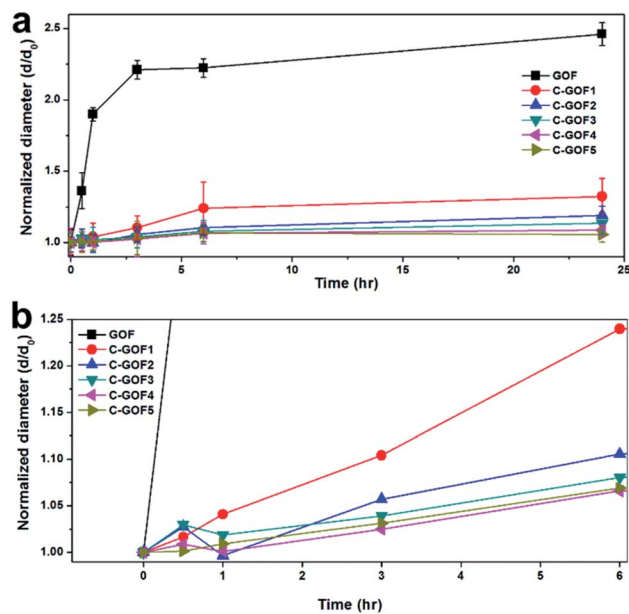 a
2.5
2.0
1.5
1.0
Normalized diameter (d/d0)
GOF
C-GOF1
C-GOF2
C-GOF3
C-GOF4
C-GOF5
0 5 10 15 20 25
Time (hr)
b
1.25
1.20
1.15
1.10
1.05
1.00
Normalized diameter (d/d0)
GOF
C-GOF1
C-GOF2
C-GOF3
C-GOF4
C-GOF5
0 1 2 3 4 5 6
Time (hr)